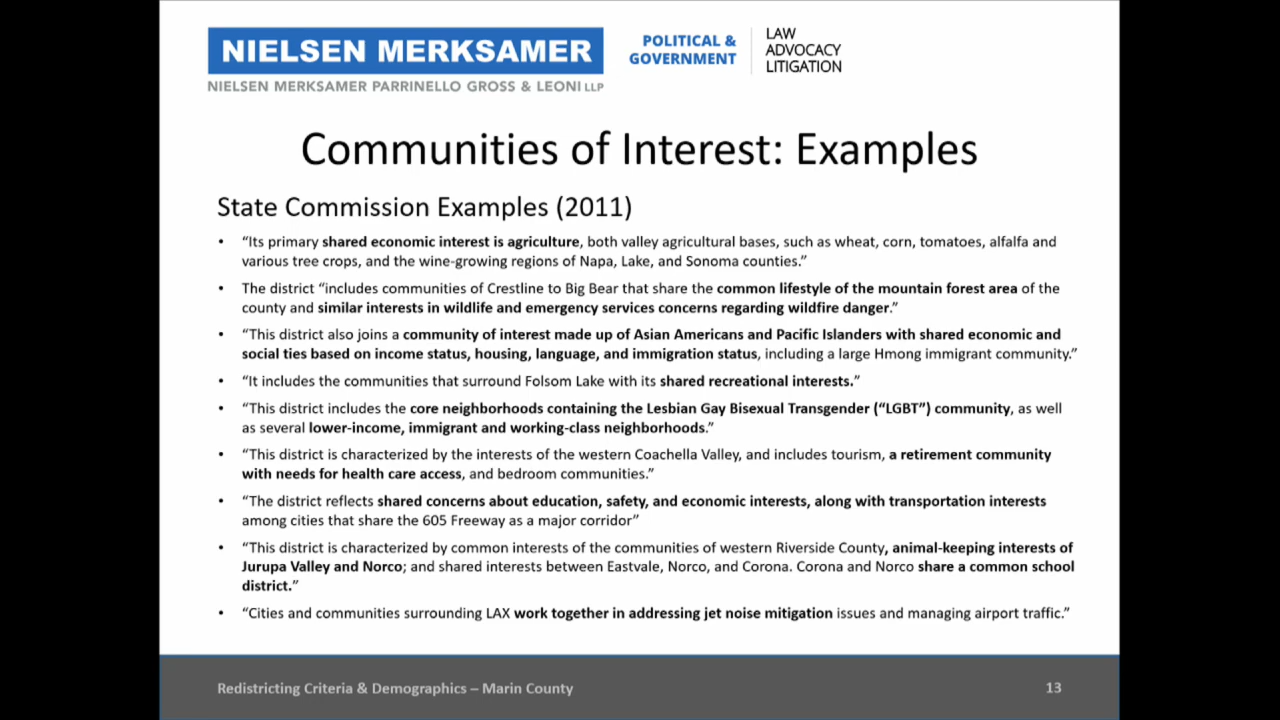 NIELSEN MERKSAMER
NIELSEN MERKSAMER PARRINELLO GROSS & LEONI LLP
POLITICAL &
GOVERNMENT
LAW
ADVOCACY
LITIGATION
Communities of Interest: Examples
State Commission Examples (2011)
• “Its primary shared economic interest is agriculture, both valley agricultural bases, such as wheat, corn, tomatoes, alfalfa and
various tree crops, and the wine-growing regions of Napa, Lake, and Sonoma counties.”
• The district “includes communities of Crestline to Big Bear that share the common lifestyle of the mountain forest area of the
county and similar interests in wildlife and emergency services concerns regarding wildfire danger.”
• “This district also joins a community of interest made up of Asian Americans and Pacific Islanders with shared economic and
social ties based on income status, housing, language, and immigration status, including a large Hmong immigrant community.”
• “It includes the communities that surround Folsom Lake with its shared recreational interests.”
• “This district includes the core neighborhoods containing the Lesbian Gay Bisexual Transgender (“LGBT”) community, as well
as several lower-income, immigrant and working-class neighborhoods.”
• “This district is characterized by the interests of the western Coachella Valley, and includes tourism, a retirement community
with needs for health care access, and bedroom communities.”
• “The district reflects shared concerns about education, safety, and economic interests, along with transportation interests
among cities that share the 605 Freeway as a major corridor”
• “This district is characterized by common interests of the communities of western Riverside County, animal-keeping interests of
Jurupa Valley and Norco; and shared interests between Eastvale, Norco, and Corona. Corona and Norco share a common school
district.”
• “Cities and communities surrounding LAX work together in addressing jet noise mitigation issues and managing airport traffic.”
Redistricting Criteria & Demographics – Marin County
13